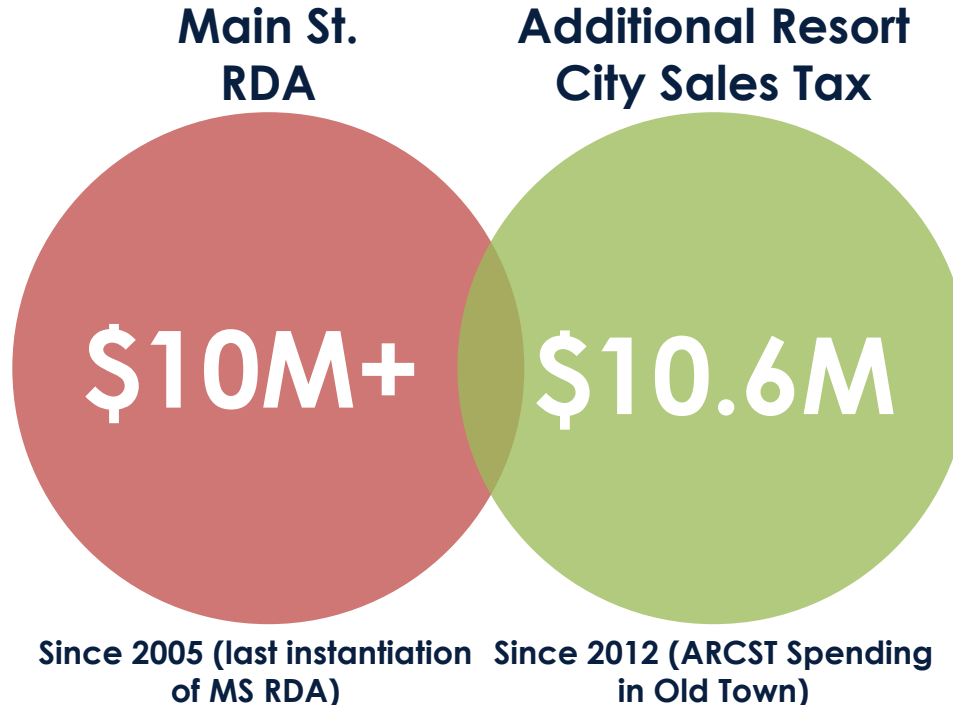 Main St.
RDA
$10M+
Since 2005 (last instantiation
of MS RDA)
Additional Resort
City Sales Tax
$10.6M
Since 2012 (ARCST Spending
in Old Town)